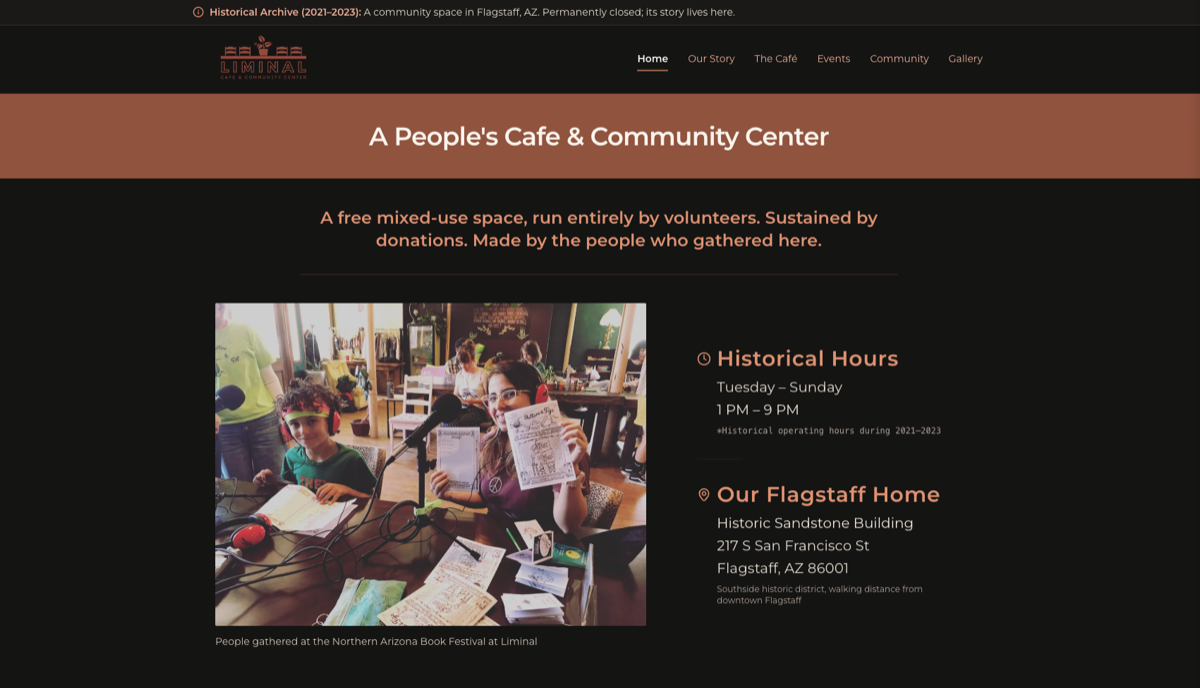 Historical Archive (2021–2023): A community space in Flagstaff, AZ. Permanently closed; its story lives here.
LIMINAL
CAFE & COMMUNITY CENTER
Home Our Story The Café Events Community Gallery
A People's Cafe & Community Center
A free mixed-use space, run entirely by volunteers. Sustained by
donations. Made by the people who gathered here.
Historical Hours
Tuesday – Sunday
1 PM – 9 PM
*Historical operating hours during 2021–2023
Our Flagstaff Home
Historic Sandstone Building
217 S San Francisco St
Flagstaff, AZ 86001
Southside historic district, walking distance from
downtown Flagstaff
People gathered at the Northern Arizona Book Festival at Liminal